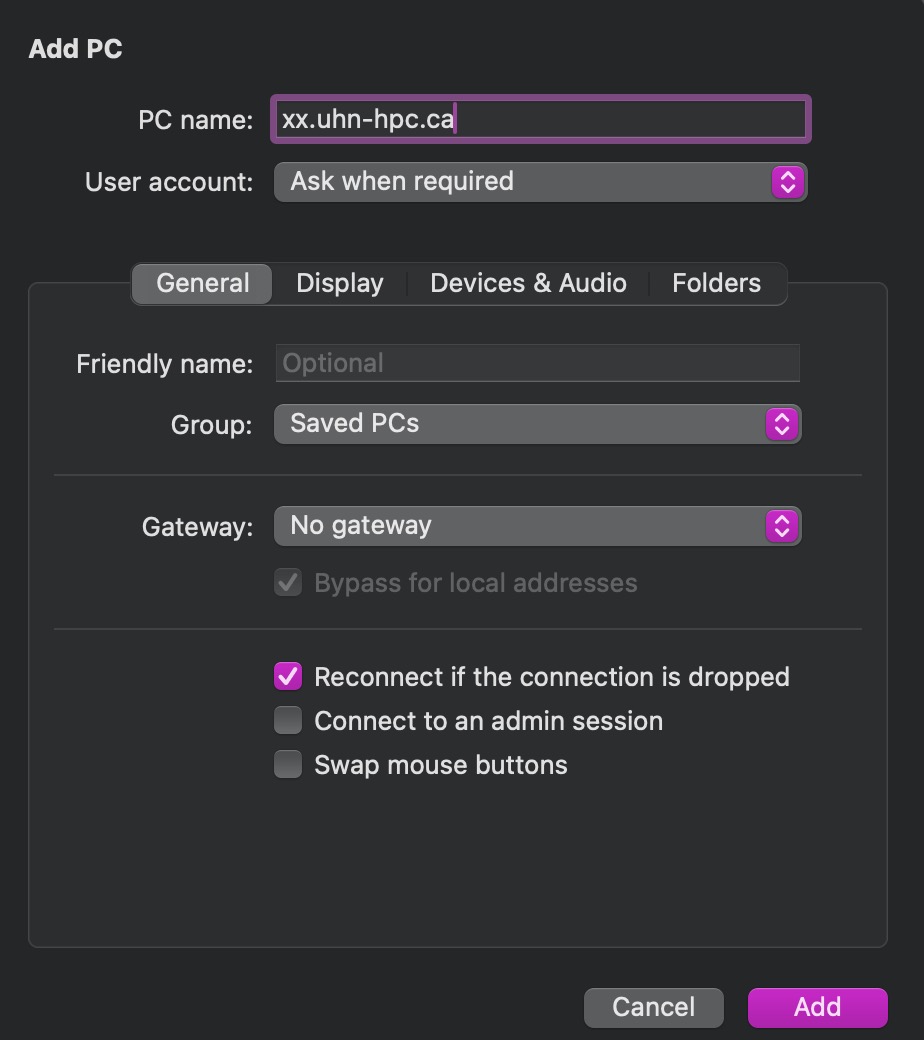 Add PC
PC name: xx.uhn-hpc.ca
User account: Ask when required
General Display Devices & Audio Folders
Friendly name: Optional
Group: Saved PCs
Gateway: No gateway
Bypass for local addresses
Reconnect if the connection is dropped
Connect to an admin session
Swap mouse buttons
Cancel Add